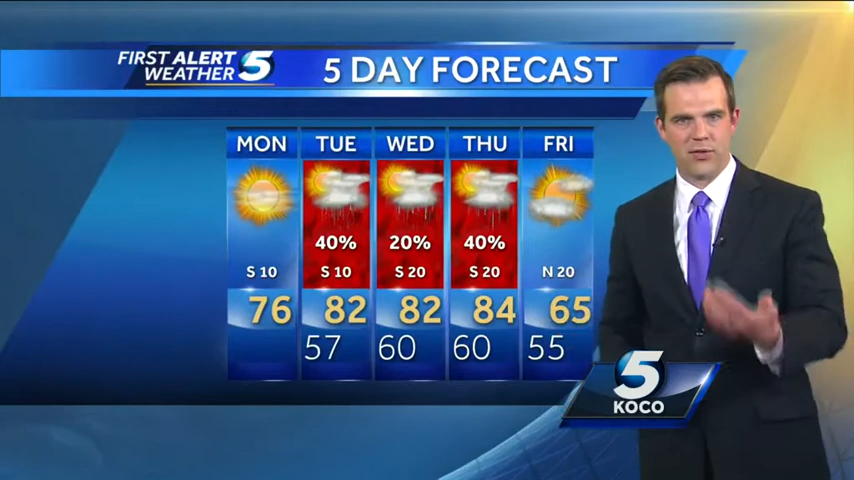 FIRST ALERT
WEATHER 5
5 DAY FORECAST
MON TUE WED THU FRI
40% 20% 40%
S 10 S 10 S 20 S 20 N 20
76 82 82 84 65
57 60 60 55
5
KOCO